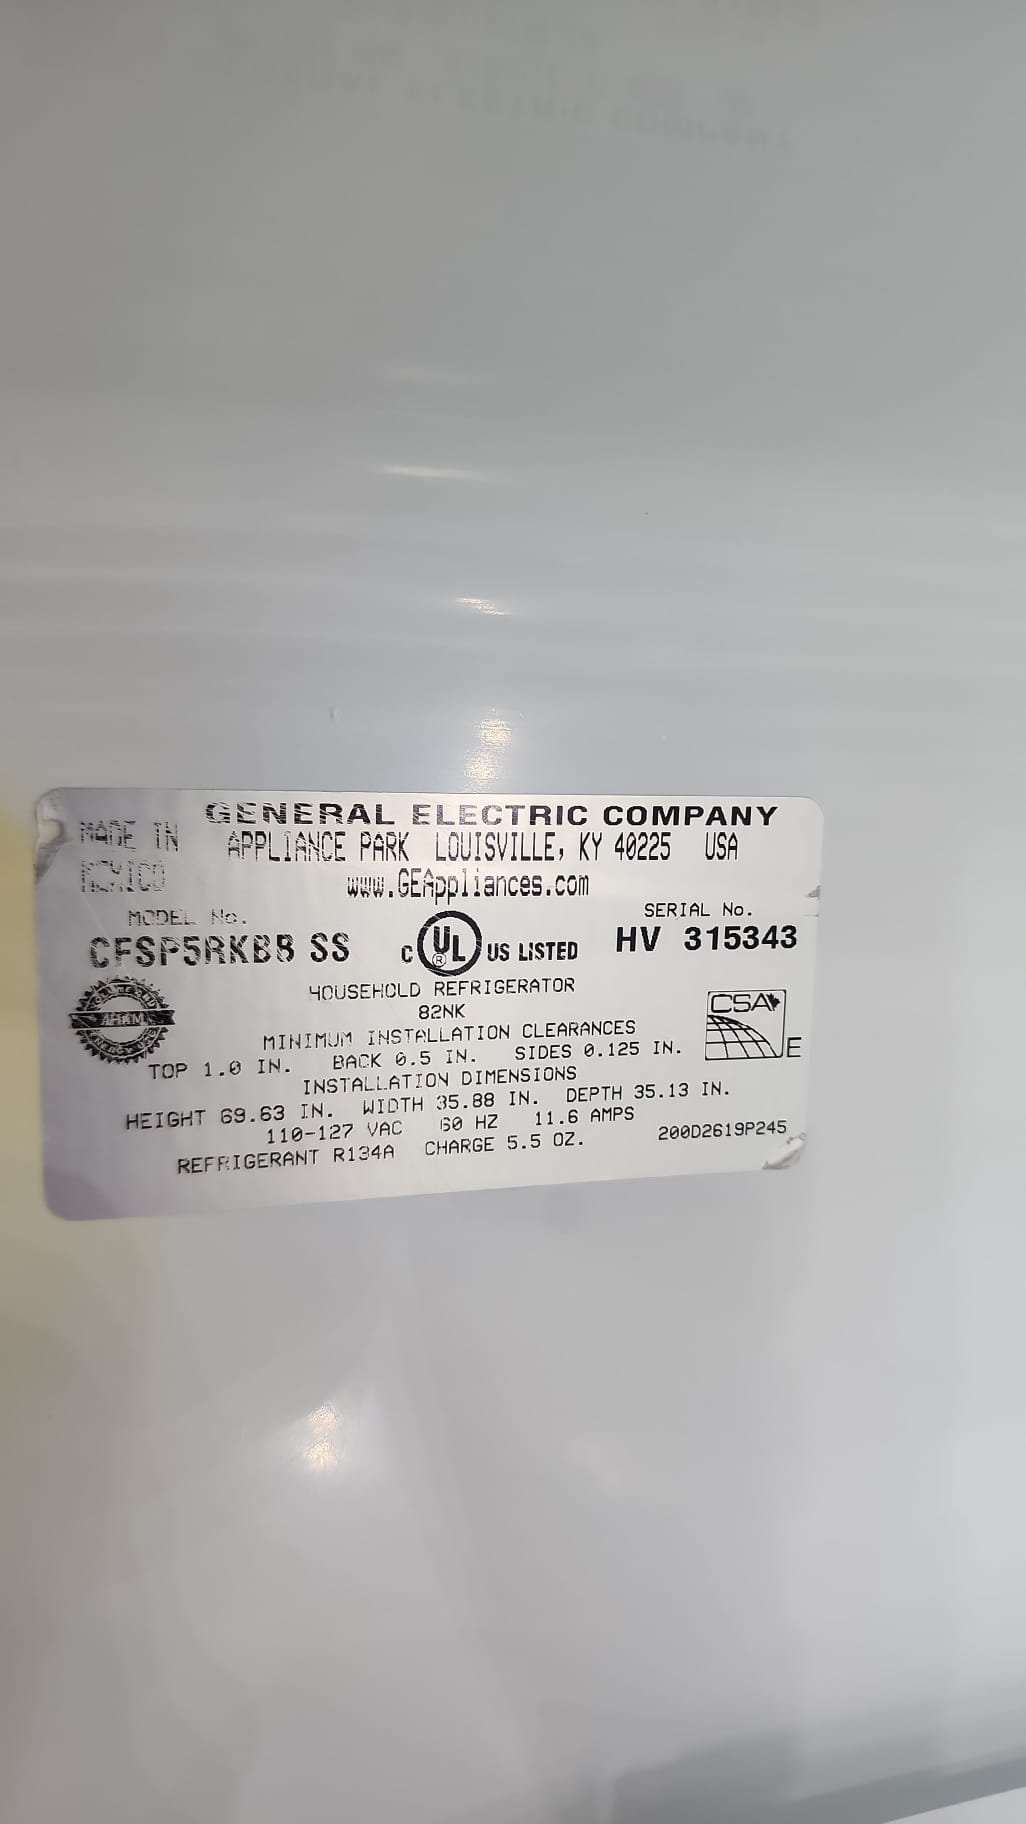 GENERAL ELECTRIC COMPANY
MADE IN
MEXICO
APPLIANCE PARK LOUISVILLE, KY 40225 USA
www.GEAppliances.com
MODEL No.
CFSP5RKBB SS
C UL ® US LISTED
SERIAL No.
HV 315343
HOUSEHOLD REFRIGERATOR
82NK
AHAM
CSA
E
MINIMUM INSTALLATION CLEARANCES
TOP 1.0 IN. BACK 0.5 IN. SIDES 0.125 IN.
INSTALLATION DIMENSIONS
HEIGHT 69.63 IN. WIDTH 35.88 IN. DEPTH 35.13 IN.
110-127 VAC 60 HZ 11.6 AMPS
200D2619P245
REFRIGERANT R134A CHARGE 5.5 OZ.